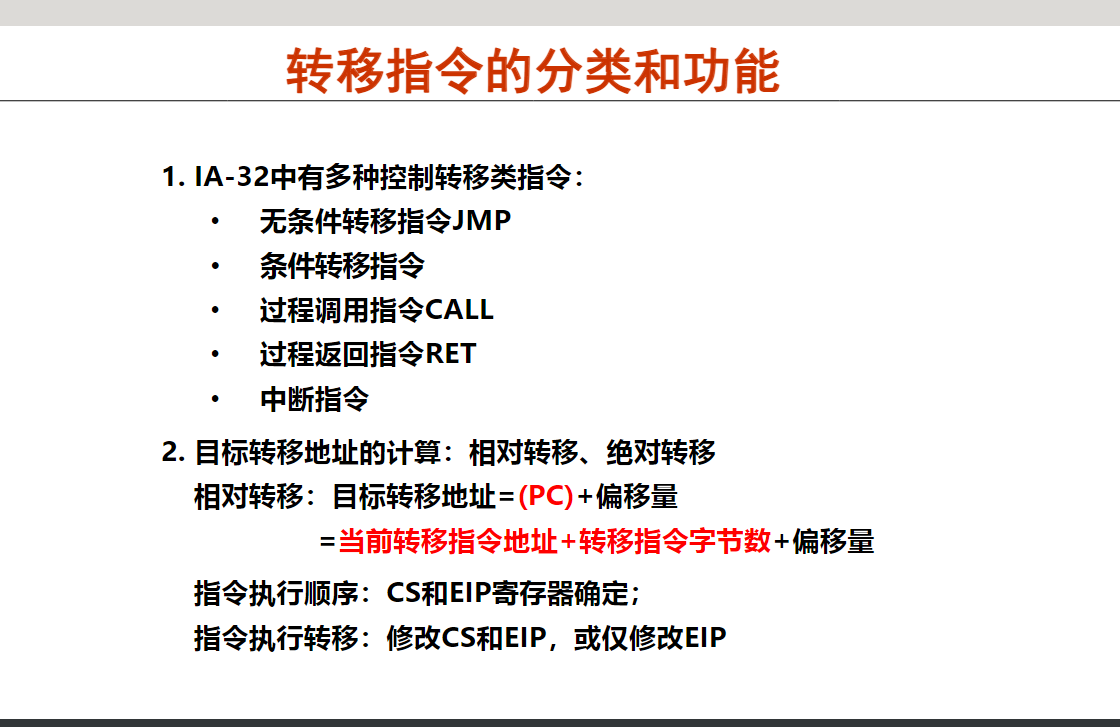 转移指令的分类和功能
1. IA-32中有多种控制转移类指令：
• 无条件转移指令JMP
• 条件转移指令
• 过程调用指令CALL
• 过程返回指令RET
• 中断指令
2. 目标转移地址的计算：相对转移、绝对转移
相对转移：目标转移地址=(PC)+偏移量
=当前转移指令地址+转移指令字节数+偏移量
指令执行顺序：CS和EIP寄存器确定；
指令执行转移：修改CS和EIP，或仅修改EIP